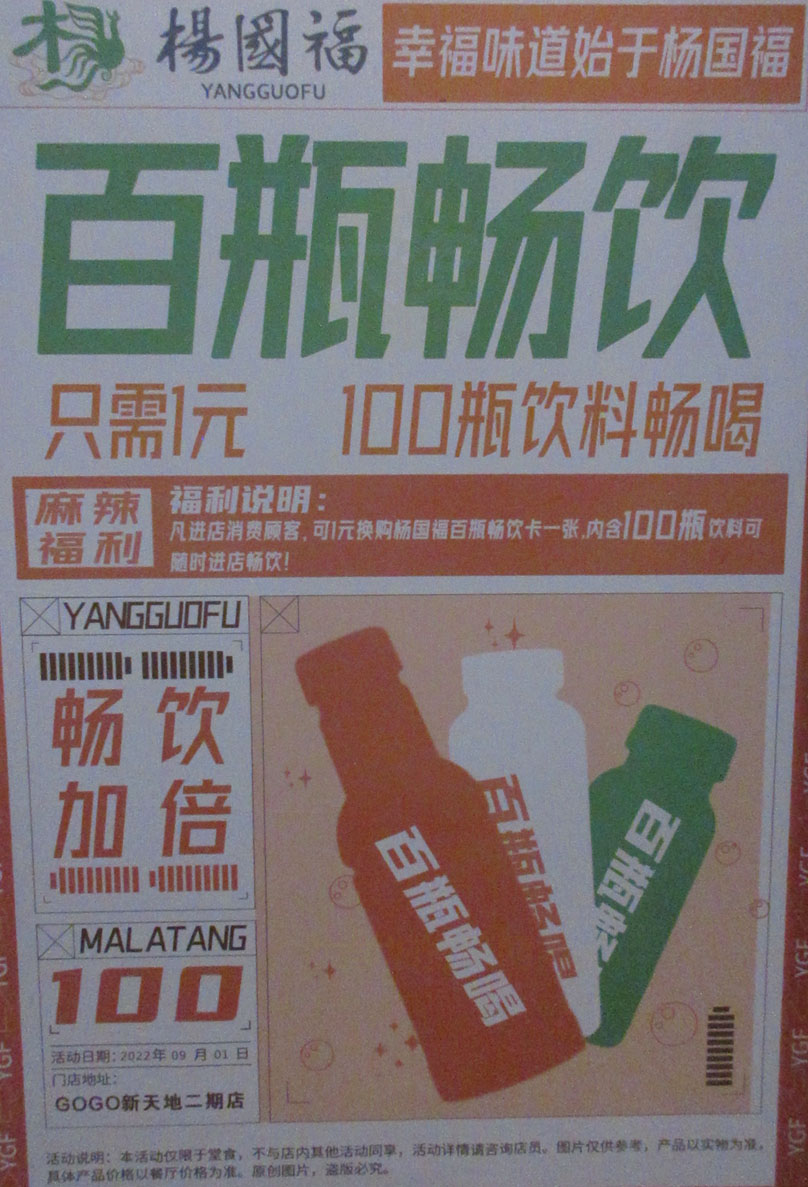 楊國福
YANGGUOFU
幸福味道始于杨国福
百瓶畅饮
只需1元 100瓶饮料畅喝
麻辣
福利
福利说明：
凡进店消费顾客，可1元换购杨国福百瓶畅饮卡一张，内含100瓶饮料可
随时进店畅饮！
YANGGUOFU
畅饮
加倍
MALATANG
100
活动日期：2022年 09 月 01 日
门店地址：
GOGO新天地二期店
百瓶畅喝
百瓶畅喝
百瓶畅
活动说明：本活动仅限于堂食，不与店内其他活动同享，活动详情请咨询店员。图片仅供参考，产品以实物为准，
具体产品价格以餐厅价格为准。原创图片，盗版必究。
YGF
YGF
YGF
YGF
YGF
YGF